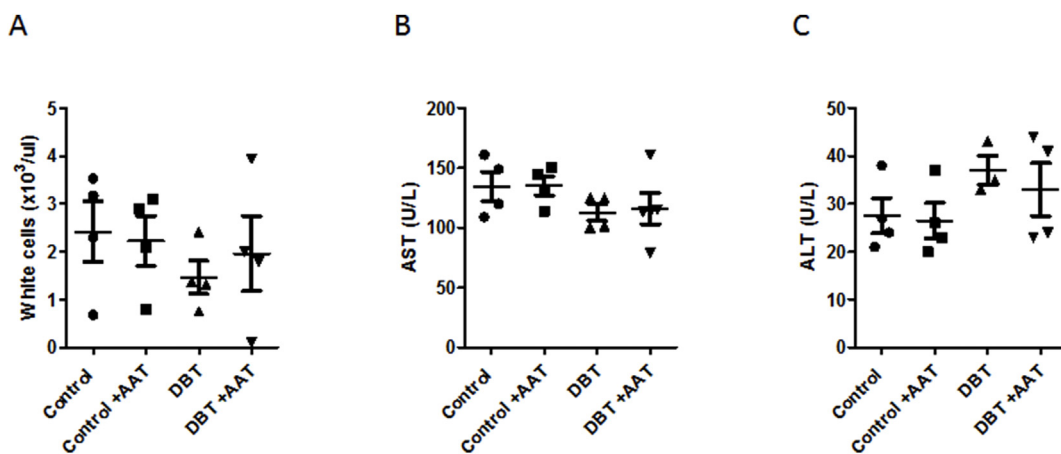 A
B
C
White cells (x10³/ul)
5
4
3
2
1
0
Control
Control +AAT
DBT
DBT +AAT
AST (U/L)
200
150
100
50
0
Control
Control +AAT
DBT
DBT +AAT
ALT (U/L)
50
40
30
20
10
0
Control
Control +AAT
DBT
DBT +AAT